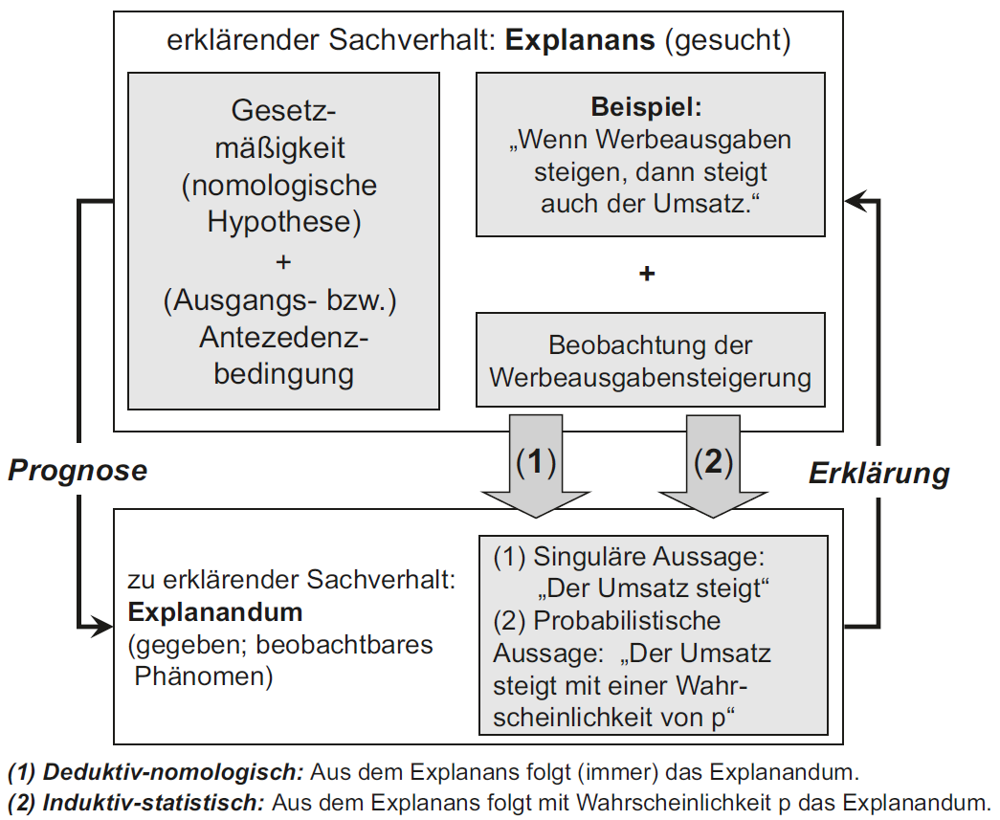 erklärender Sachverhalt: Explanans (gesucht)
Gesetz-
mäßigkeit
(nomologische
Hypothese)
+
(Ausgangs- bzw.)
Antezedenz-
bedingung
Beispiel:
„Wenn Werbeausgaben
steigen, dann steigt
auch der Umsatz.“
+
Beobachtung der
Werbeausgabensteigerung
(1)
(2)
Prognose
Erklärung
zu erklärender Sachverhalt:
Explanandum
(gegeben; beobachtbares
Phänomen)
(1) Singuläre Aussage:
„Der Umsatz steigt“
(2) Probabilistische
Aussage: „Der Umsatz
steigt mit einer Wahr-
scheinlichkeit von p“
(1) Deduktiv-nomologisch: Aus dem Explanans folgt (immer) das Explanandum.
(2) Induktiv-statistisch: Aus dem Explanans folgt mit Wahrscheinlichkeit p das Explanandum.